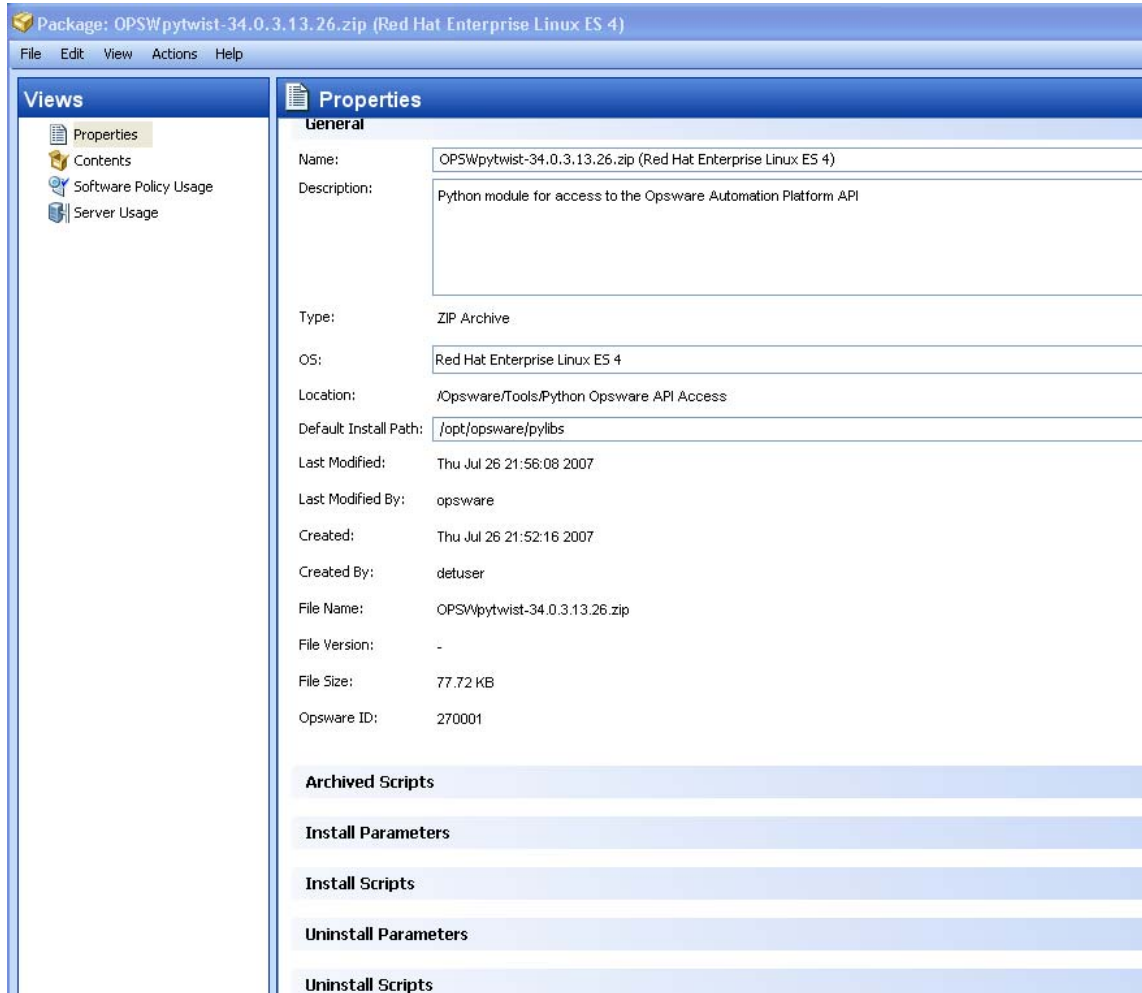 Package: OPSWpytwist-34.0.3.13.26.zip (Red Hat Enterprise Linux ES 4)
File Edit View Actions Help
Views
Properties
Contents
Software Policy Usage
Server Usage
Properties
General
Name: OPSWpytwist-34.0.3.13.26.zip (Red Hat Enterprise Linux ES 4)
Description: Python module for access to the Opsware Automation Platform API
Type: ZIP Archive
OS: Red Hat Enterprise Linux ES 4
Location: /Opsware/Tools/Python Opsware API Access
Default Install Path: /opt/opsware/pylibs
Last Modified: Thu Jul 26 21:56:08 2007
Last Modified By: opsware
Created: Thu Jul 26 21:52:16 2007
Created By: detuser
File Name: OPSWpytwist-34.0.3.13.26.zip
File Version: -
File Size: 77.72 KB
Opsware ID: 270001
Archived Scripts
Install Parameters
Install Scripts
Uninstall Parameters
Uninstall Scripts